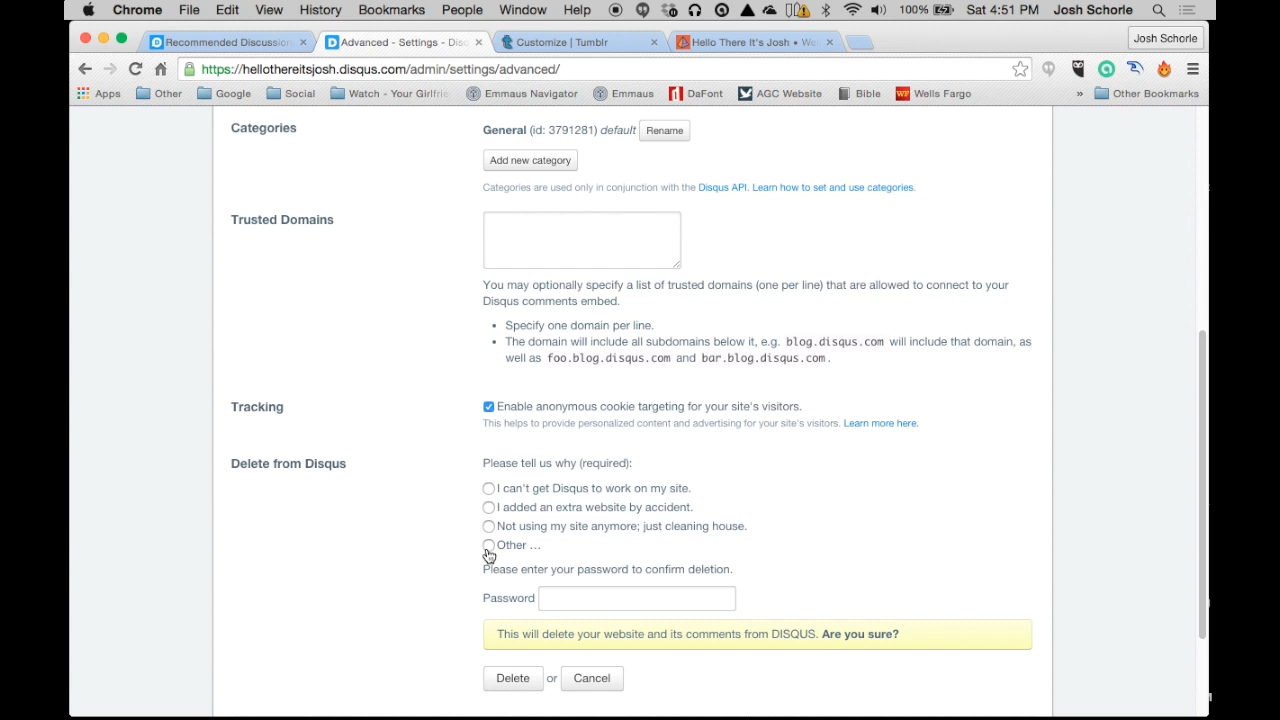 Chrome File Edit View History Bookmarks People Window Help 100% Sat 4:51 PM Josh Schorle
Recommended Discussion Advanced - Settings - Disq Customize | Tumblr Hello There It's Josh • We Josh Schorle
https://hellothereitsjosh.disqus.com/admin/settings/advanced/
Apps Other Google Social Watch - Your Girlfrie Emmaus Navigator Emmaus DaFont AGC Website Bible WF Wells Fargo » Other Bookmarks
Categories General (id: 3791281) default Rename
Add new category
Categories are used only in conjunction with the Disqus API. Learn how to set and use categories.
Trusted Domains
You may optionally specify a list of trusted domains (one per line) that are allowed to connect to your
Disqus comments embed.
• Specify one domain per line.
• The domain will include all subdomains below it, e.g. blog.disqus.com will include that domain, as
well as foo.blog.disqus.com and bar.blog.disqus.com.
Tracking Enable anonymous cookie targeting for your site's visitors.
This helps to provide personalized content and advertising for your site's visitors. Learn more here.
Delete from Disqus Please tell us why (required):
I can't get Disqus to work on my site.
I added an extra website by accident.
Not using my site anymore; just cleaning house.
Other …
Please enter your password to confirm deletion.
Password
This will delete your website and its comments from DISQUS. Are you sure?
Delete or Cancel